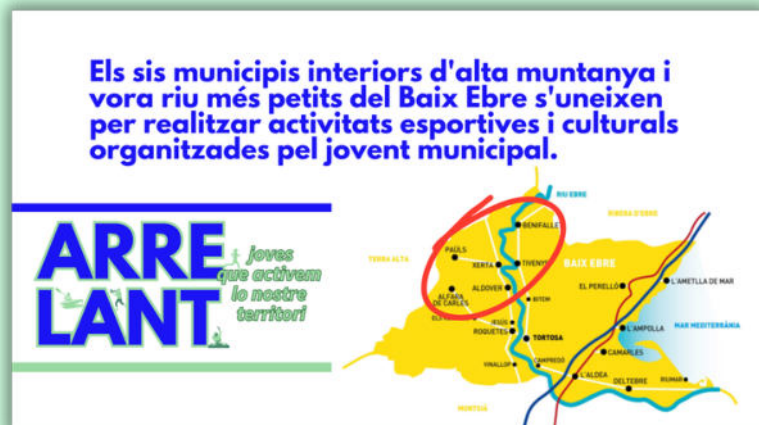 Els sis municipis interiors d'alta muntanya i
vora riu més petits del Baix Ebre s'uneixen
per realitzar activitats esportives i culturals
organitzades pel jovent municipal.
ARRE
LANT
joves
que activem
lo nostre
territori
RIU EBRE
RIBERA D'EBRE
BENIFALLET
PAÜLS
TERRA ALTA
XERTA
TIVENYS
BAIX EBRE
ALDOVER
EL PERELLÓ
L'AMETLLA DE MAR
ALFARA
DE CARLES
BITEM
JESÚS
ROQUETES
TORTOSA
L'AMPOLLA
MAR MEDITERRÀNIA
CAMARLES
VINALLOP
CAMPREDÓ
L'ALDEA
DELTEBRE
RIUMAR
MONTSIÀ